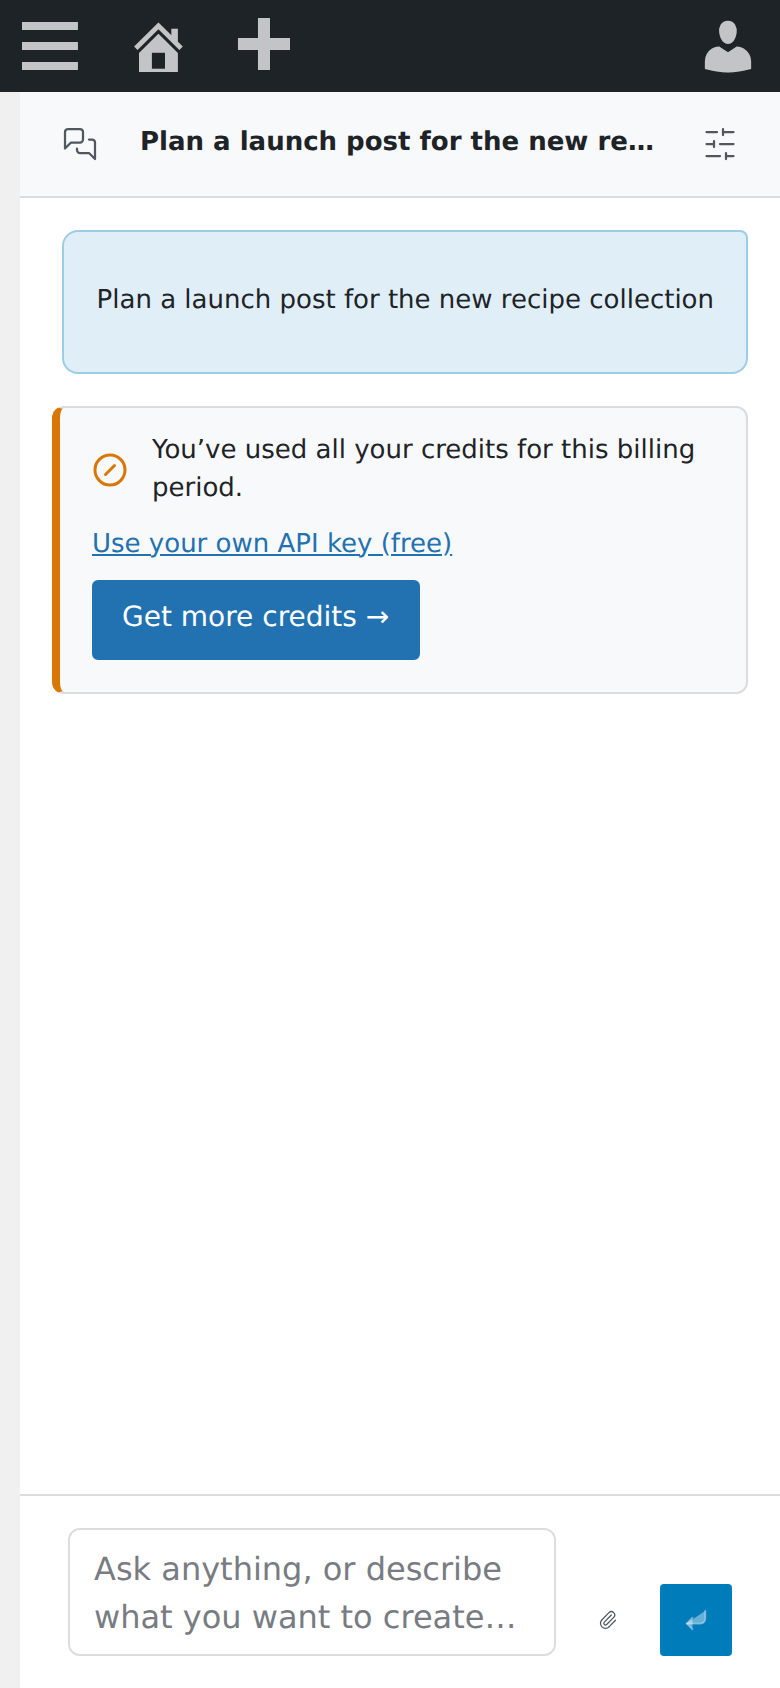 Plan a launch post for the new re...
Plan a launch post for the new recipe collection
You’ve used all your credits for this billing
period.
Use your own API key (free)
Get more credits →
Ask anything, or describe
what you want to create...